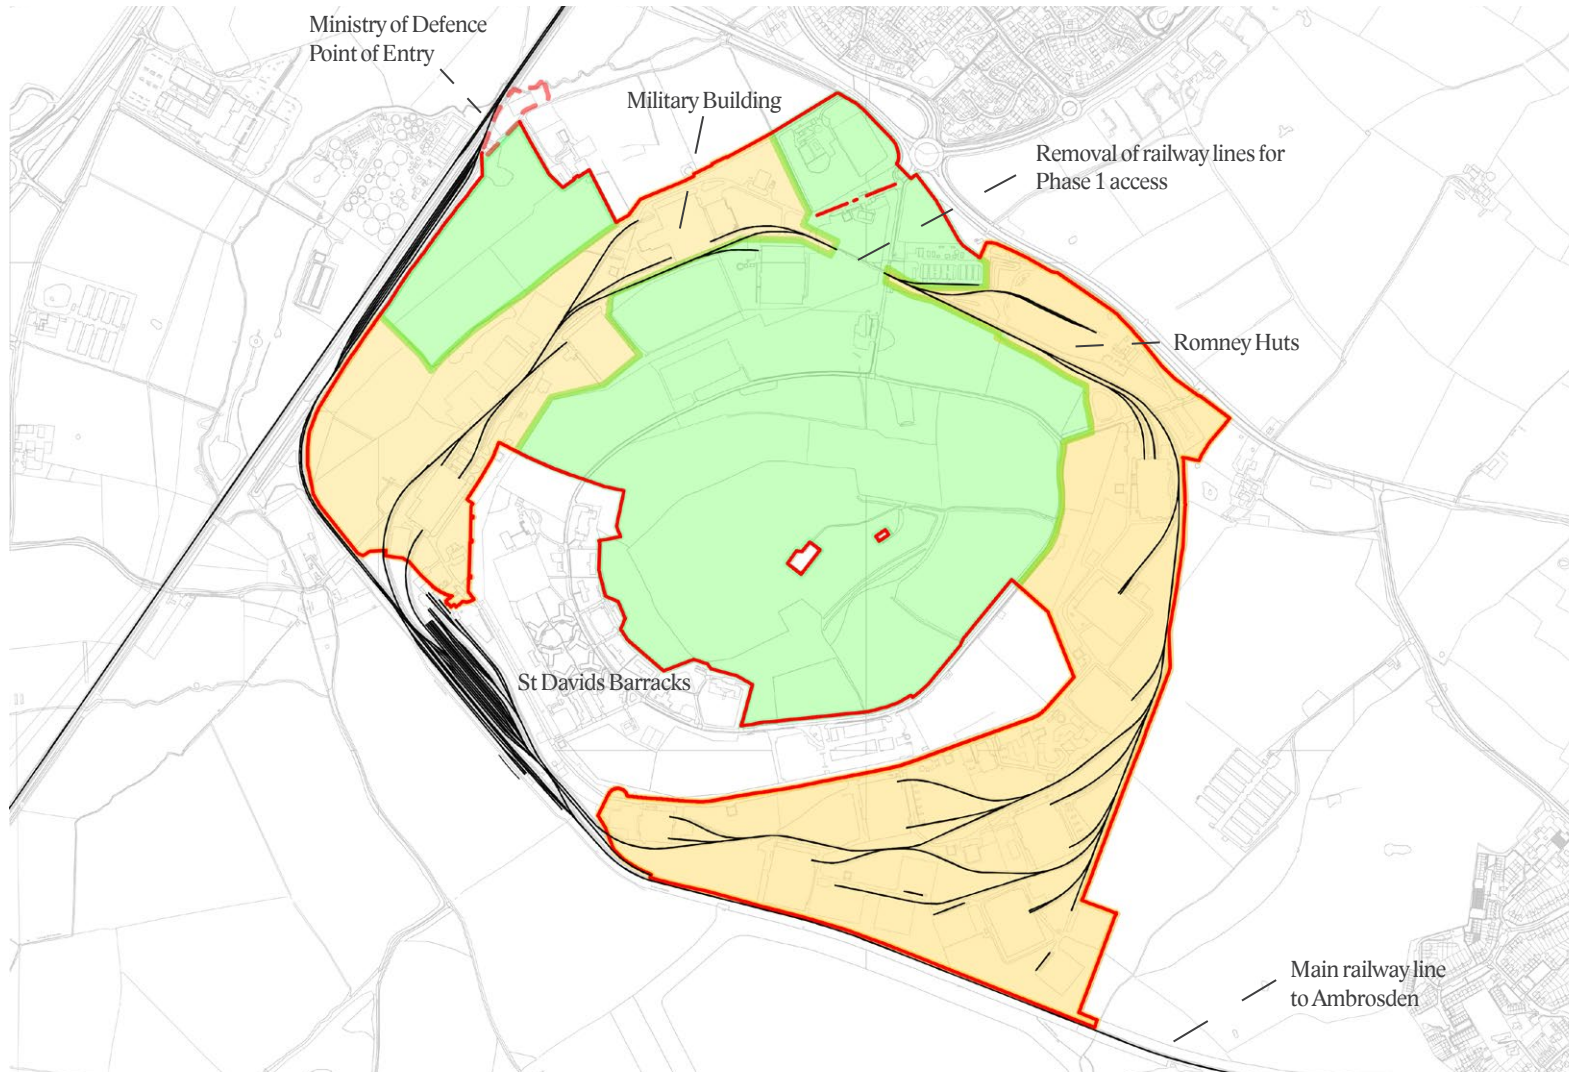 Ministry of Defence
Point of Entry
Military Building
Removal of railway lines for
Phase 1 access
Romney Huts
St Davids Barracks
Main railway line
to Ambrosden